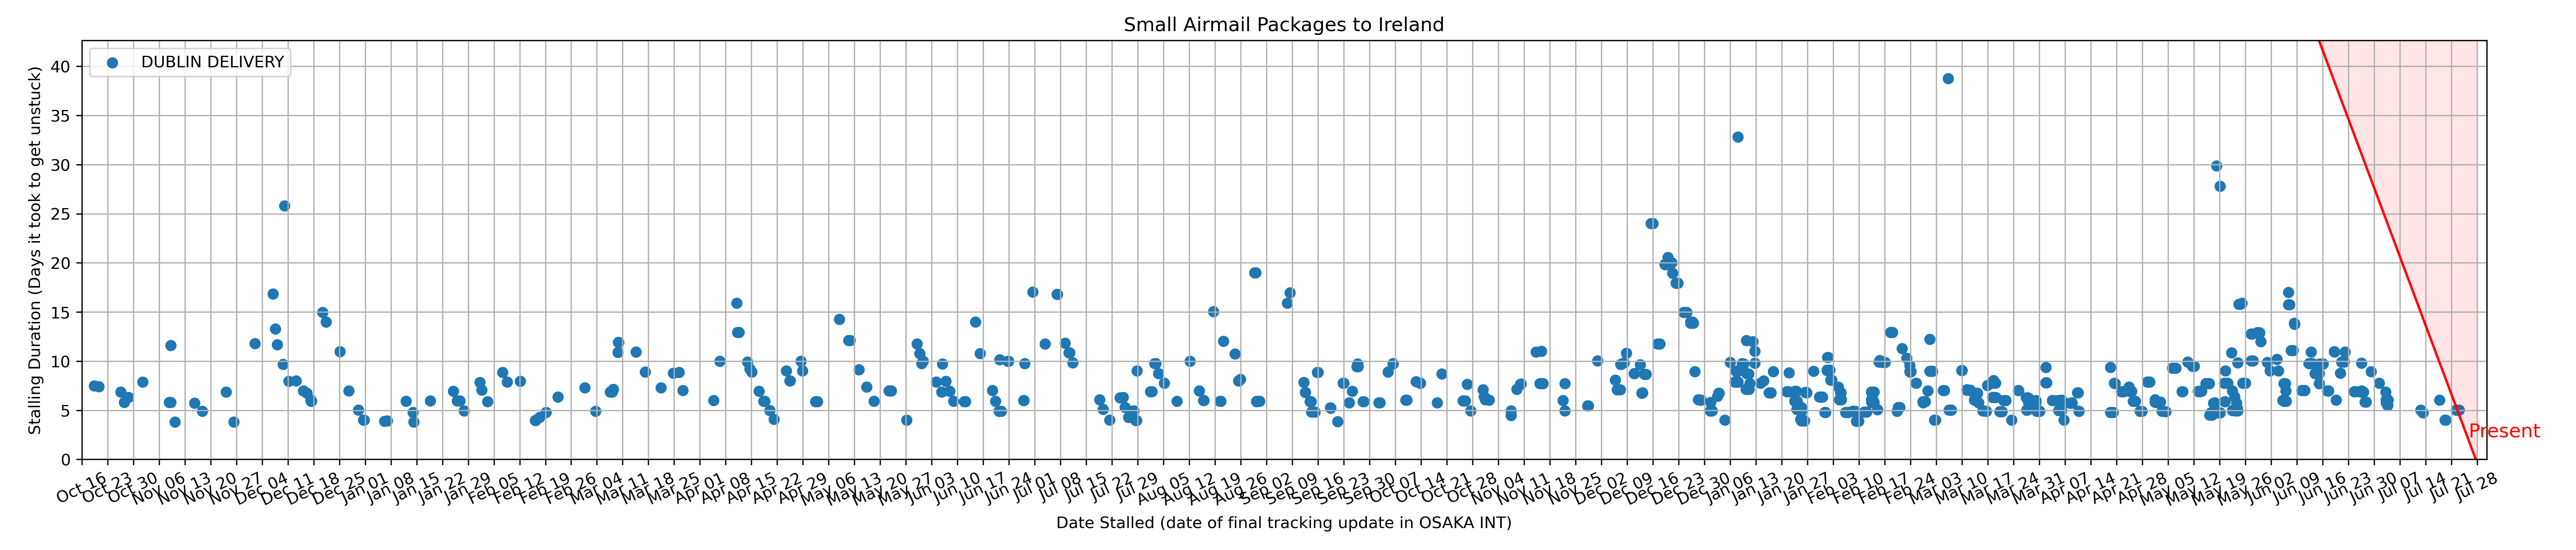 Small Airmail Packages to Ireland
DUBLIN DELIVERY
Stalling Duration (Days it took to get unstuck)
40
35
30
25
20
15
10
5
0
Present
Oct 16 Oct 23 Oct 30 Nov 06 Nov 13 Nov 20 Nov 27 Dec 04 Dec 11 Dec 18 Dec 25 Jan 01 Jan 08 Jan 15 Jan 22 Jan 29 Feb 05 Feb 12 Feb 19 Feb 26 Mar 04 Mar 11 Mar 18 Mar 25 Apr 01 Apr 08 Apr 15 Apr 22 Apr 29 May 06 May 13 May 20 May 27 Jun 03 Jun 10 Jun 17 Jun 24 Jul 01 Jul 08 Jul 15 Jul 22 Jul 29 Aug 05 Aug 12 Aug 19 Aug 26 Sep 02 Sep 09 Sep 16 Sep 23 Sep 30 Oct 07 Oct 14 Oct 21 Oct 28 Nov 04 Nov 11 Nov 18 Nov 25 Dec 02 Dec 09 Dec 16 Dec 23 Dec 30 Jan 06 Jan 13 Jan 20 Jan 27 Feb 03 Feb 10 Feb 17 Feb 24 Mar 03 Mar 10 Mar 17 Mar 24 Mar 31 Apr 07 Apr 14 Apr 21 Apr 28 May 05 May 12 May 19 May 26 Jun 02 Jun 09 Jun 16 Jun 23 Jun 30 Jul 07 Jul 14 Jul 21 Jul 28
Date Stalled (date of final tracking update in OSAKA INT)